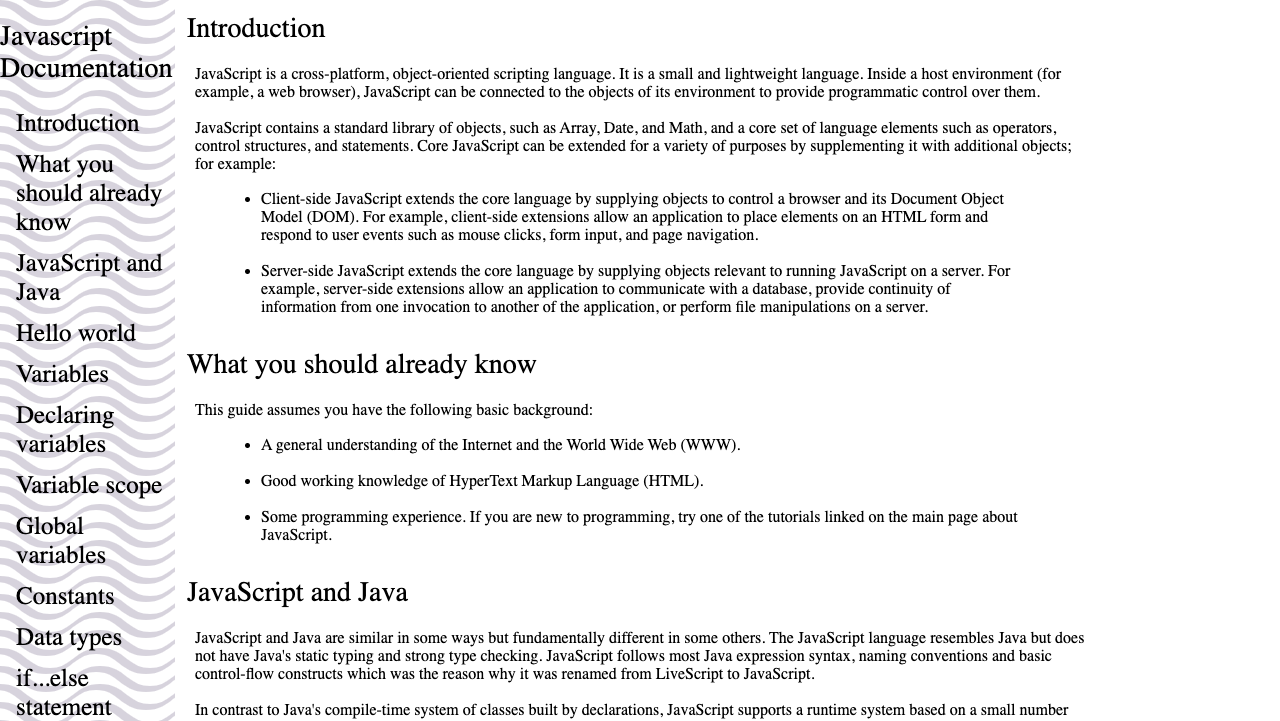 Javascript
Documentation
Introduction
What you
should already
know
JavaScript and
Java
Hello world
Variables
Declaring
variables
Variable scope
Global
variables
Constants
Data types
if...else
statement
Introduction
JavaScript is a cross-platform, object-oriented scripting language. It is a small and lightweight language. Inside a host environment (for
example, a web browser), JavaScript can be connected to the objects of its environment to provide programmatic control over them.
JavaScript contains a standard library of objects, such as Array, Date, and Math, and a core set of language elements such as operators,
control structures, and statements. Core JavaScript can be extended for a variety of purposes by supplementing it with additional objects;
for example:
• Client-side JavaScript extends the core language by supplying objects to control a browser and its Document Object
Model (DOM). For example, client-side extensions allow an application to place elements on an HTML form and
respond to user events such as mouse clicks, form input, and page navigation.
• Server-side JavaScript extends the core language by supplying objects relevant to running JavaScript on a server. For
example, server-side extensions allow an application to communicate with a database, provide continuity of
information from one invocation to another of the application, or perform file manipulations on a server.
What you should already know
This guide assumes you have the following basic background:
• A general understanding of the Internet and the World Wide Web (WWW).
• Good working knowledge of HyperText Markup Language (HTML).
• Some programming experience. If you are new to programming, try one of the tutorials linked on the main page about
JavaScript.
JavaScript and Java
JavaScript and Java are similar in some ways but fundamentally different in some others. The JavaScript language resembles Java but does
not have Java's static typing and strong type checking. JavaScript follows most Java expression syntax, naming conventions and basic
control-flow constructs which was the reason why it was renamed from LiveScript to JavaScript.
In contrast to Java's compile-time system of classes built by declarations, JavaScript supports a runtime system based on a small number